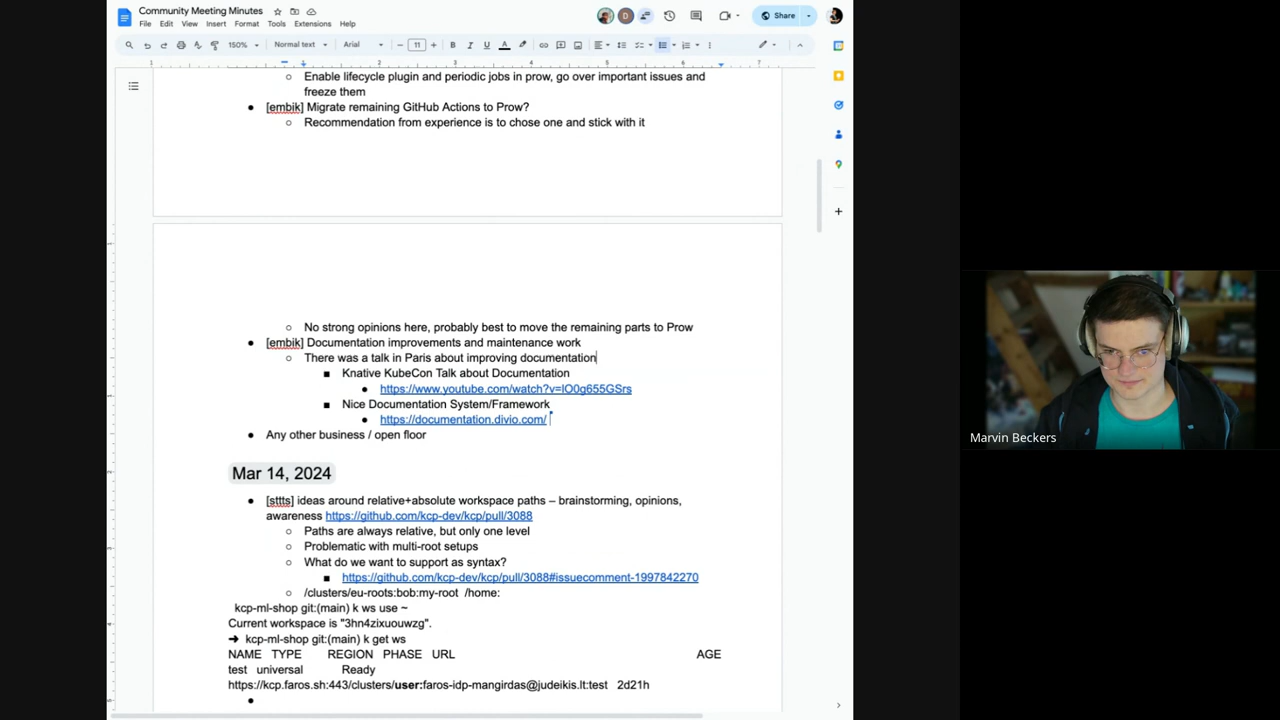 Community Meeting Minutes
File Edit View Insert Format Tools Extensions Help
D
Share
150% Normal text Arial 11 B I U A
1 1 2 3 4 5 6 7
Enable lifecycle plugin and periodic jobs in prow, go over important issues and
freeze them
[embik] Migrate remaining GitHub Actions to Prow?
Recommendation from experience is to chose one and stick with it
No strong opinions here, probably best to move the remaining parts to Prow
[embik] Documentation improvements and maintenance work
There was a talk in Paris about improving documentation
Knative KubeCon Talk about Documentation
https://www.youtube.com/watch?v=lO0g655GSrs
Nice Documentation System/Framework
https://documentation.divio.com/
Any other business / open floor
Mar 14, 2024
[sttts] ideas around relative+absolute workspace paths – brainstorming, opinions,
awareness https://github.com/kcp-dev/kcp/pull/3088
Paths are always relative, but only one level
Problematic with multi-root setups
What do we want to support as syntax?
https://github.com/kcp-dev/kcp/pull/3088#issuecomment-1997842270
/clusters/eu-roots:bob:my-root /home:
kcp-ml-shop git:(main) k ws use ~
Current workspace is "3hn4zixuouwzg".
➜ kcp-ml-shop git:(main) k get ws
NAME TYPE REGION PHASE URL AGE
test universal Ready
https://kcp.faros.sh:443/clusters/user:faros-idp-mangirdas@judeikis.lt:test 2d21h
Marvin Beckers